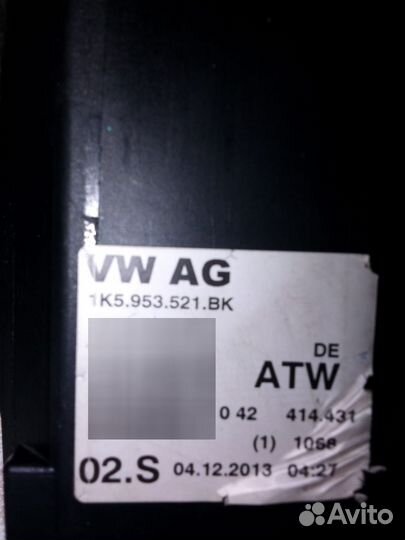 VW AG
1K5.953.521.BK
DE
ATW
0 42 414.431
(1) 1068
02.S 04.12.2013 04:27
Avito